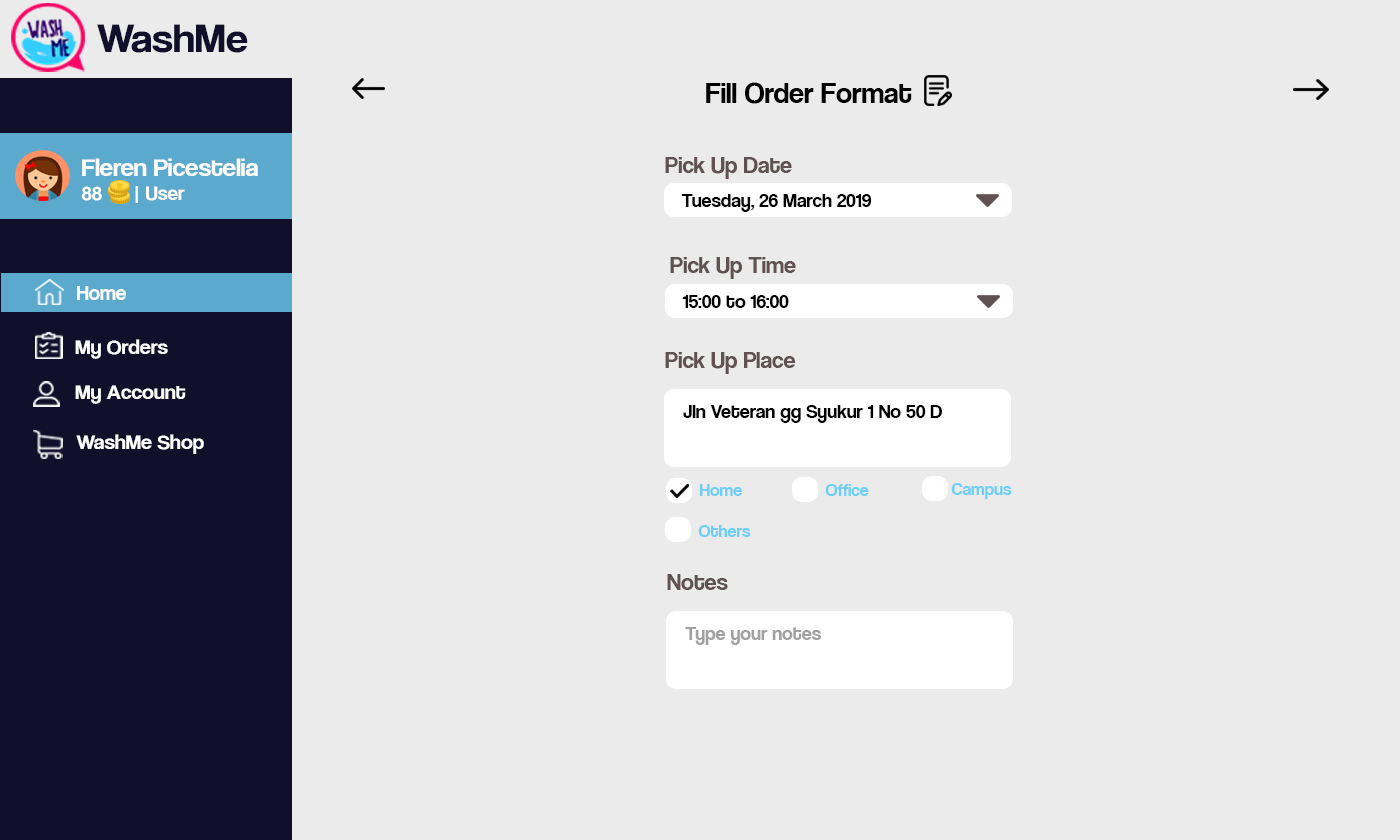 WASH
ME
WashMe
Fleren Picestelia
88 | User
Home
My Orders
My Account
WashMe Shop
Fill Order Format
Pick Up Date
Tuesday, 26 March 2019
Pick Up Time
15:00 to 16:00
Pick Up Place
Jln Veteran gg Syukur 1 No 50 D
Home Office Campus
Others
Notes
Type your notes